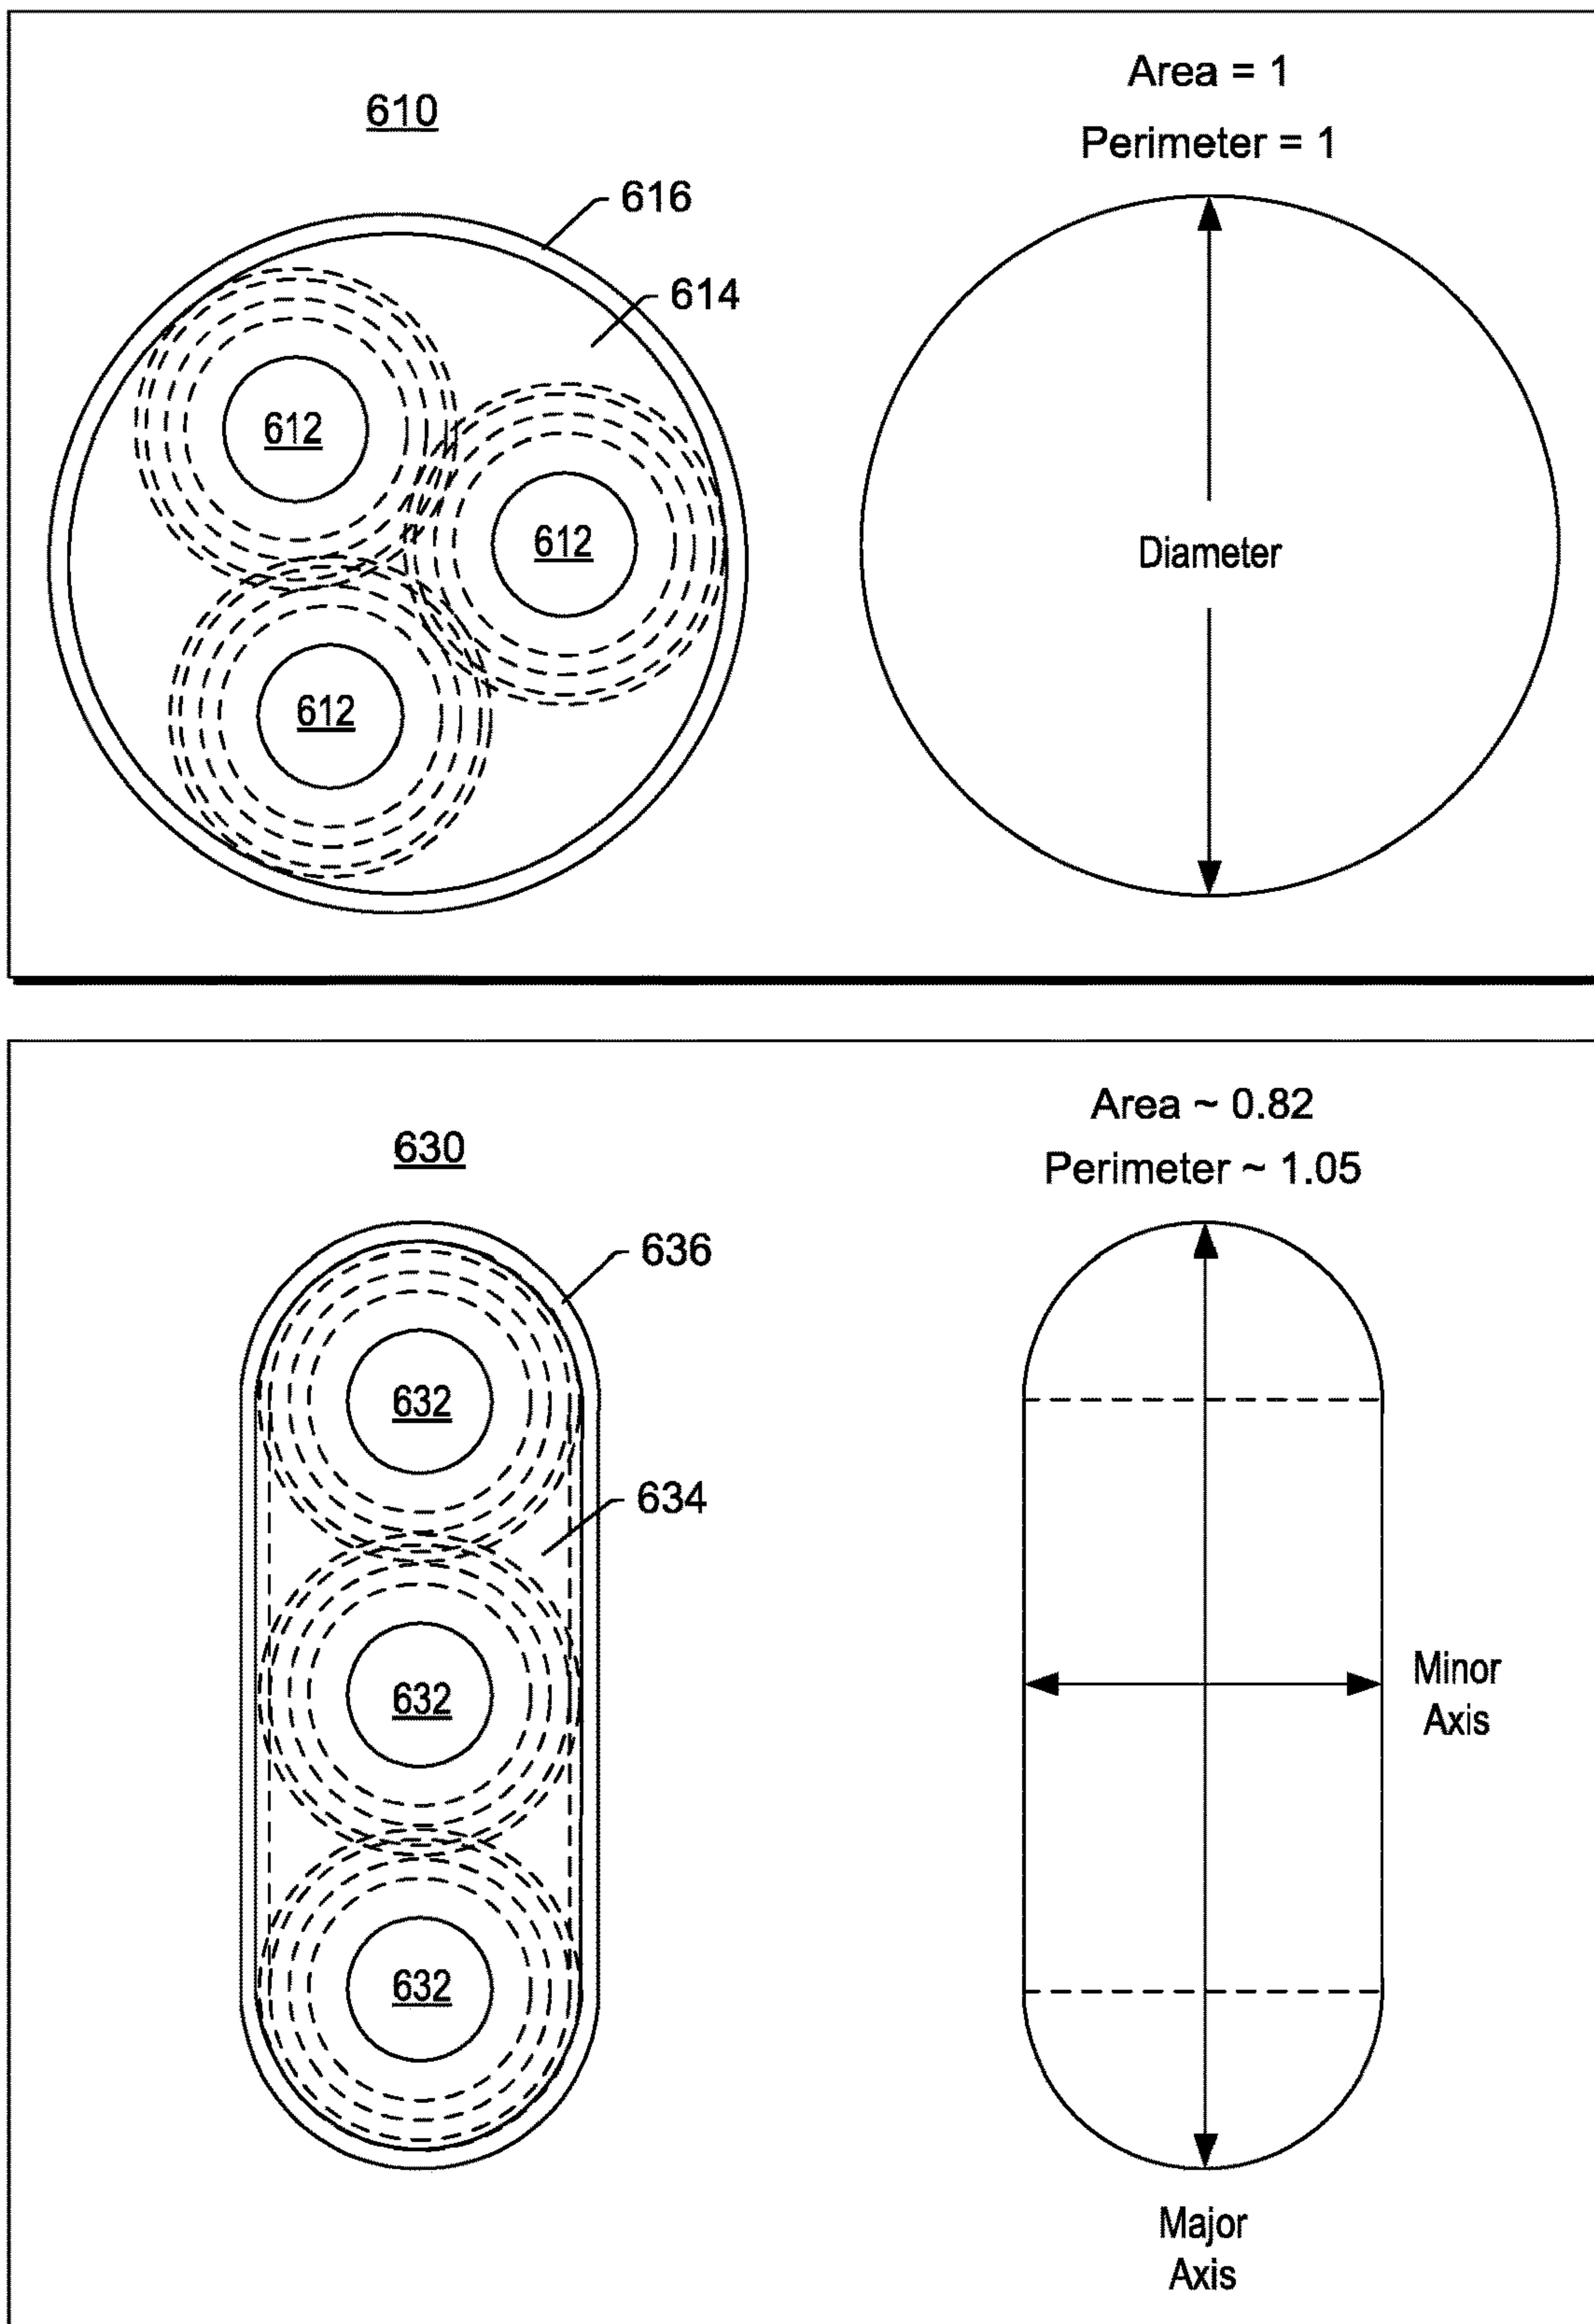 610
Area = 1
Perimeter = 1
616
614
612
612
612
Diameter
630
Area ~ 0.82
Perimeter ~ 1.05
636
632
634
632
632
Minor
Axis
Major
Axis